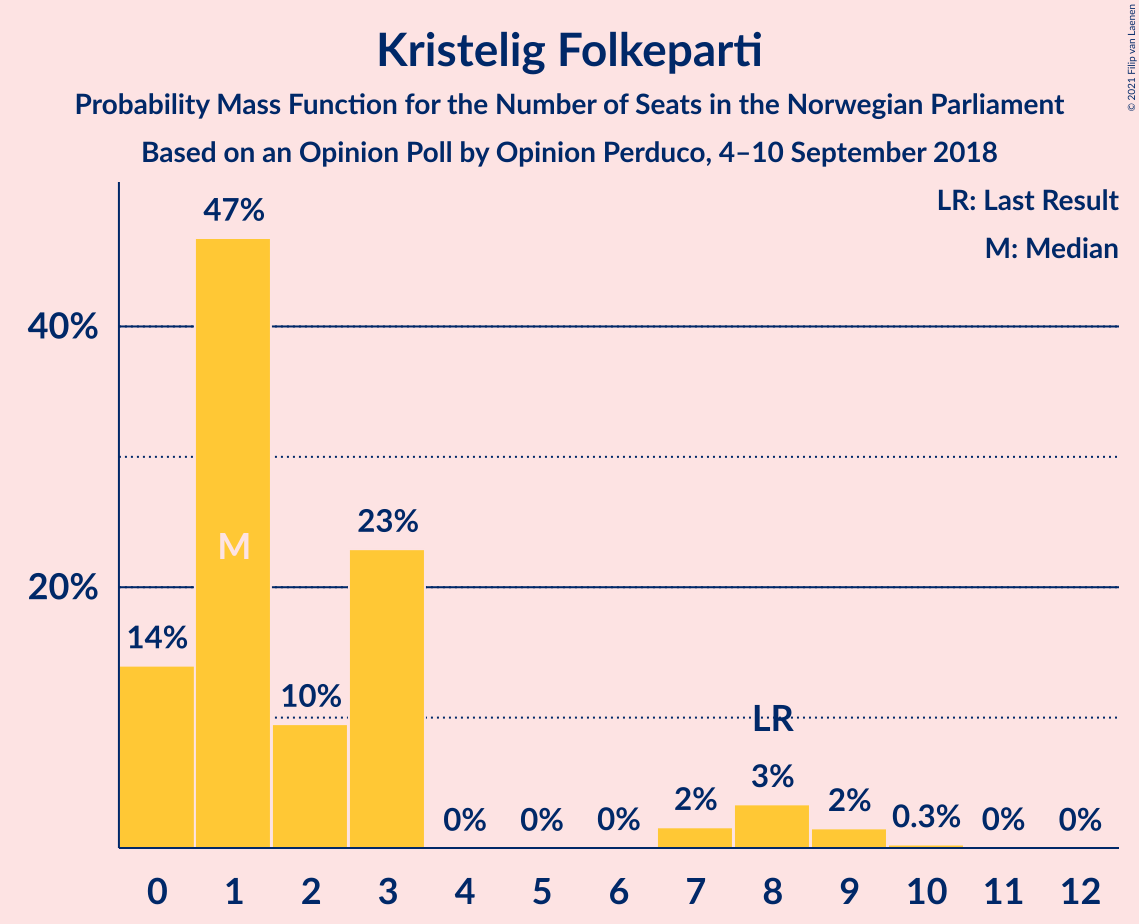 Kristelig Folkeparti
Probability Mass Function for the Number of Seats in the Norwegian Parliament
Based on an Opinion Poll by Opinion Perduco, 4–10 September 2018
© 2021 Filip van Laenen
LR: Last Result
M: Median
47%
40%
23%
M
20%
14%
10%
LR
3%
2%
2%
0.3%
0%
0%
0%
0%
0%
0 1 2 3 4 5 6 7 8 9 10 11 12